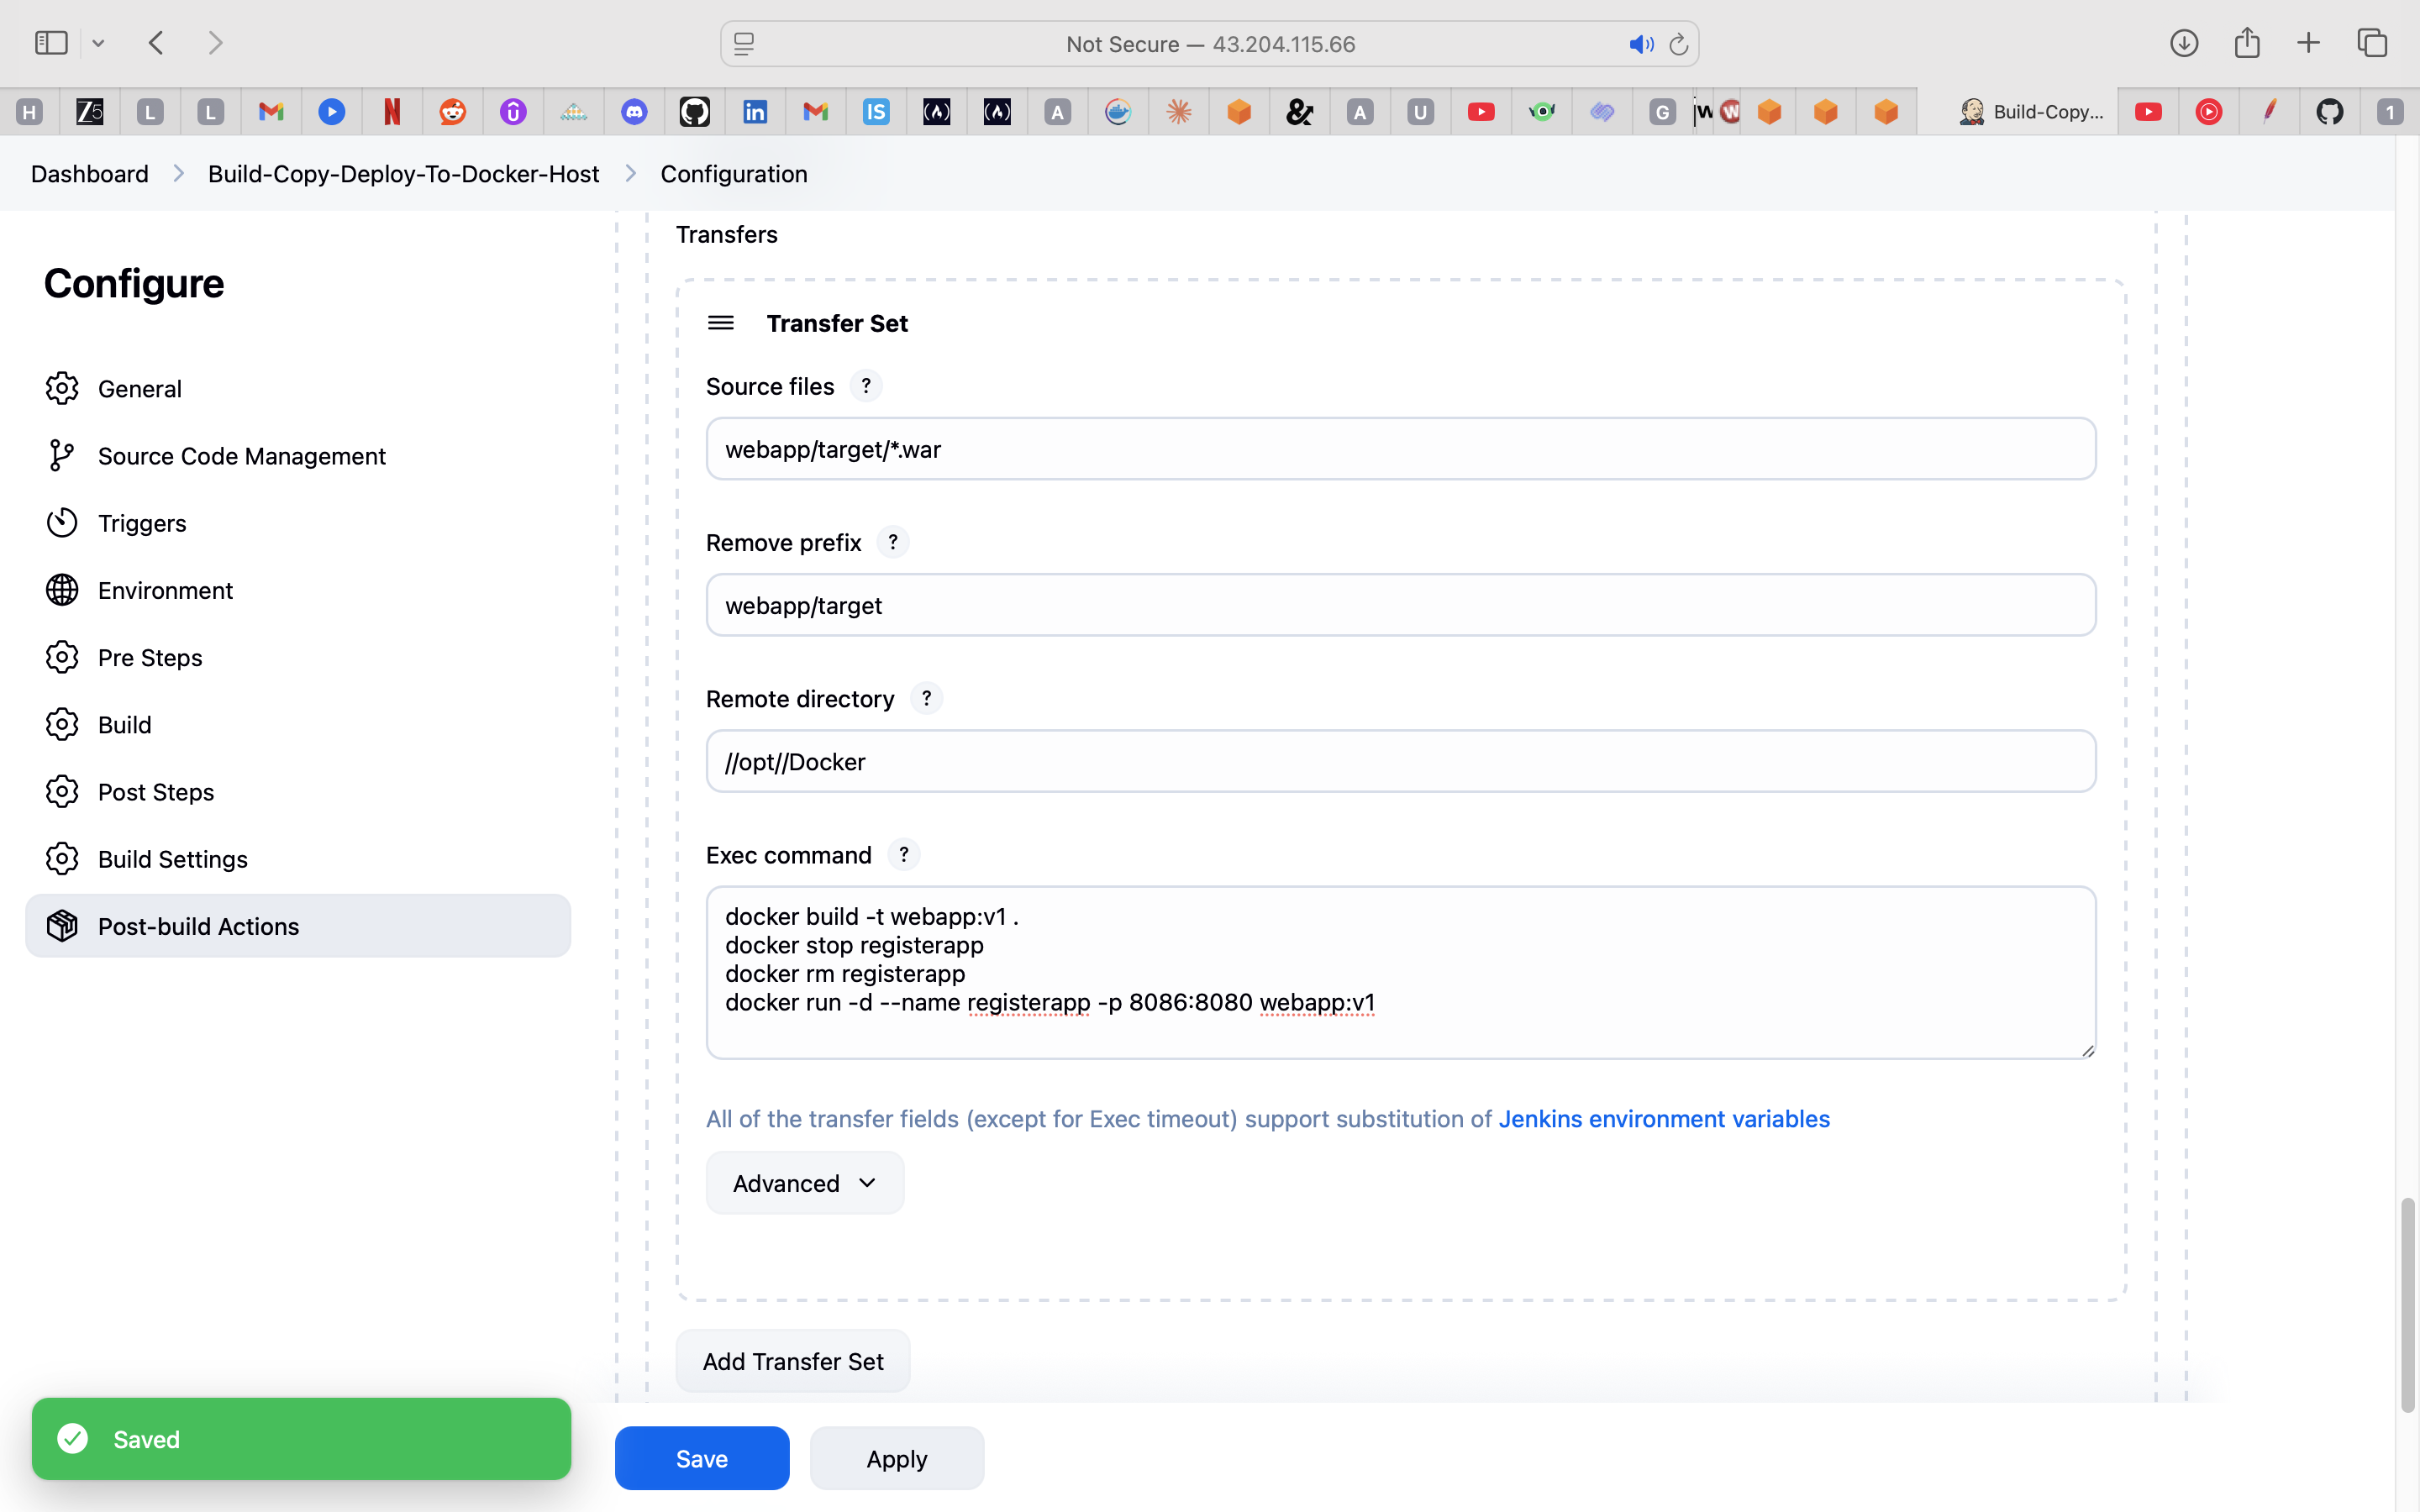 Not Secure — 43.204.115.66
H
Z5
L
L
N
in
IS
A
&
A
U
G
W
W
Build-Copy...
1
Dashboard > Build-Copy-Deploy-To-Docker-Host > Configuration
Configure
General
Source Code Management
Triggers
Environment
Pre Steps
Build
Post Steps
Build Settings
Post-build Actions
Transfers
Transfer Set
Source files ?
webapp/target/*.war
Remove prefix ?
webapp/target
Remote directory ?
//opt//Docker
Exec command ?
docker build -t webapp:v1 .
docker stop registerapp
docker rm registerapp
docker run -d --name registerapp -p 8086:8080 webapp:v1
All of the transfer fields (except for Exec timeout) support substitution of Jenkins environment variables
Advanced
Add Transfer Set
Saved
Save
Apply